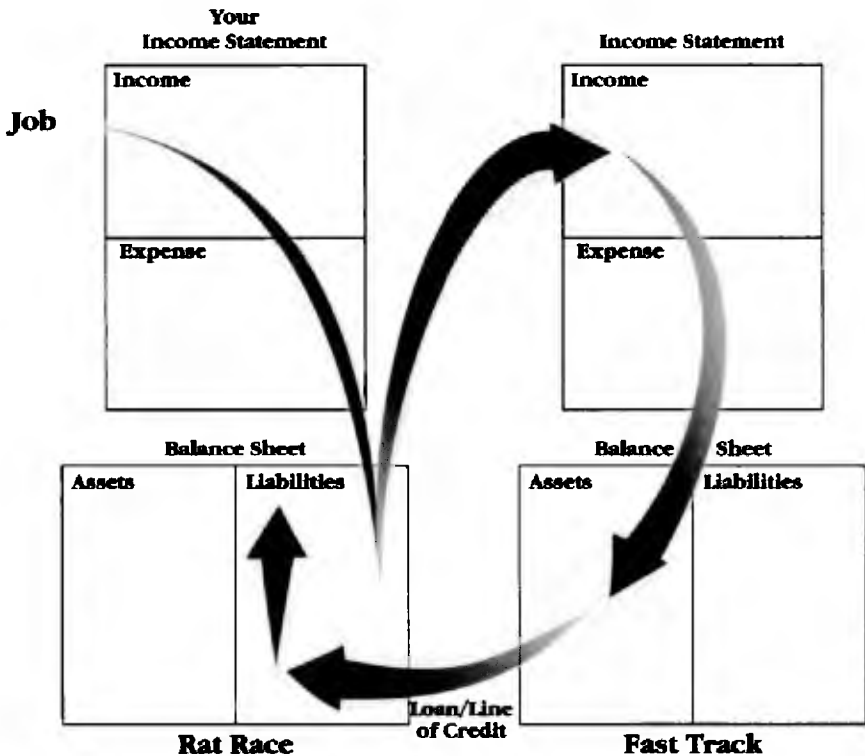 Your
Income Statement
Income
Job
Expense
Balance Sheet
Assets
Liabilities
Rat Race
Loan/Line
of Credit
Income Statement
Income
Expense
Balance Sheet
Assets
Liabilities
Fast Track